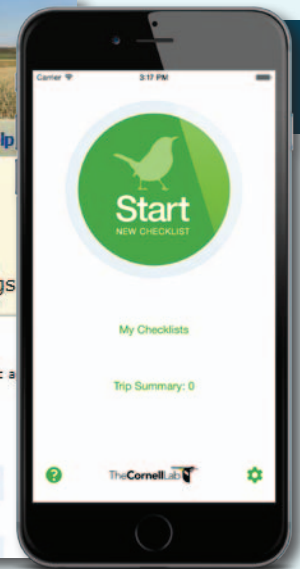 Carrier 3:17 PM
Start
NEW CHECKLIST
My Checklists
Trip Summary: 0
?
TheCornellLab